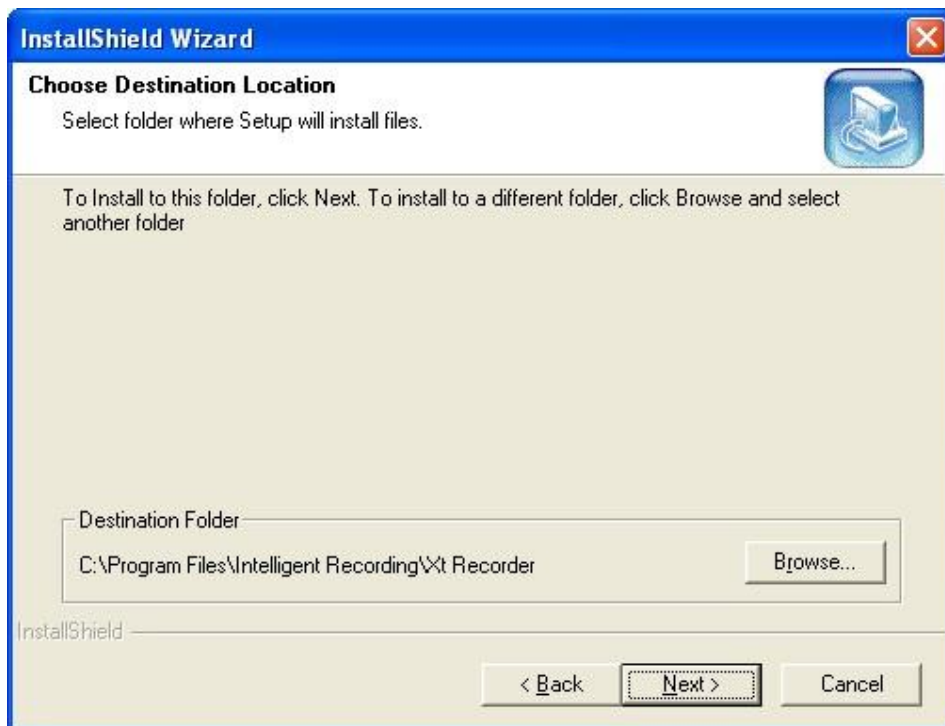 InstallShield Wizard
Choose Destination Location
Select folder where Setup will install files.
To Install to this folder, click Next. To install to a different folder, click Browse and select
another folder
Destination Folder
C:\Program Files\Intelligent Recording\Xt Recorder
Browse...
InstallShield
< Back
Next >
Cancel